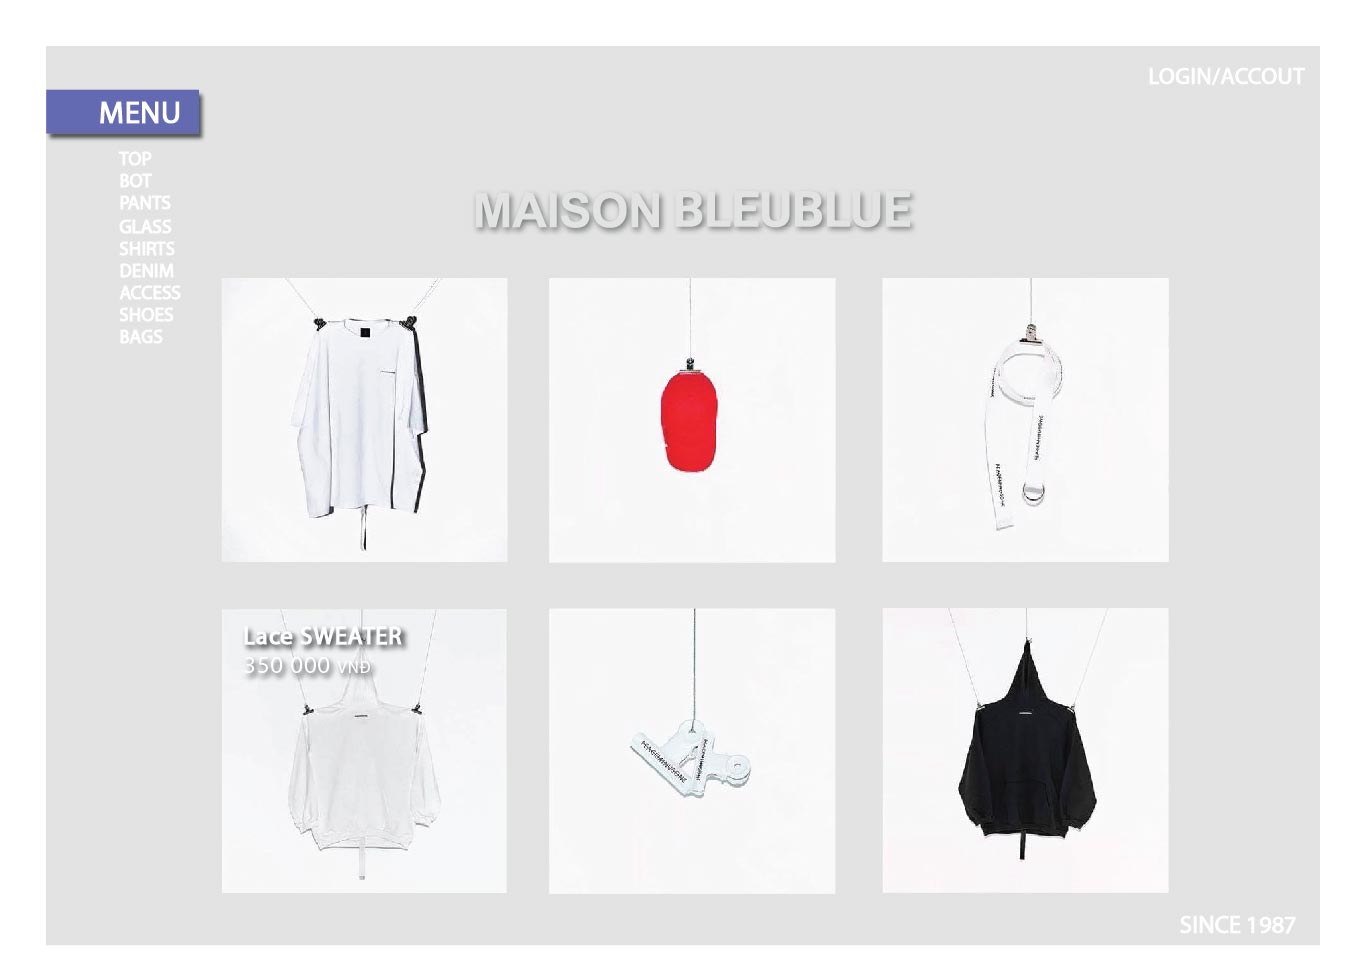 LOGIN/ACCOUT
MENU
TOP
BOT
PANTS
GLASS
SHIRTS
DENIM
ACCESS
SHOES
BAGS
MAISON BLEUBLUE
Lace SWEATER
350 000 VNĐ
PEACEMINUSONE
SINCE 1987